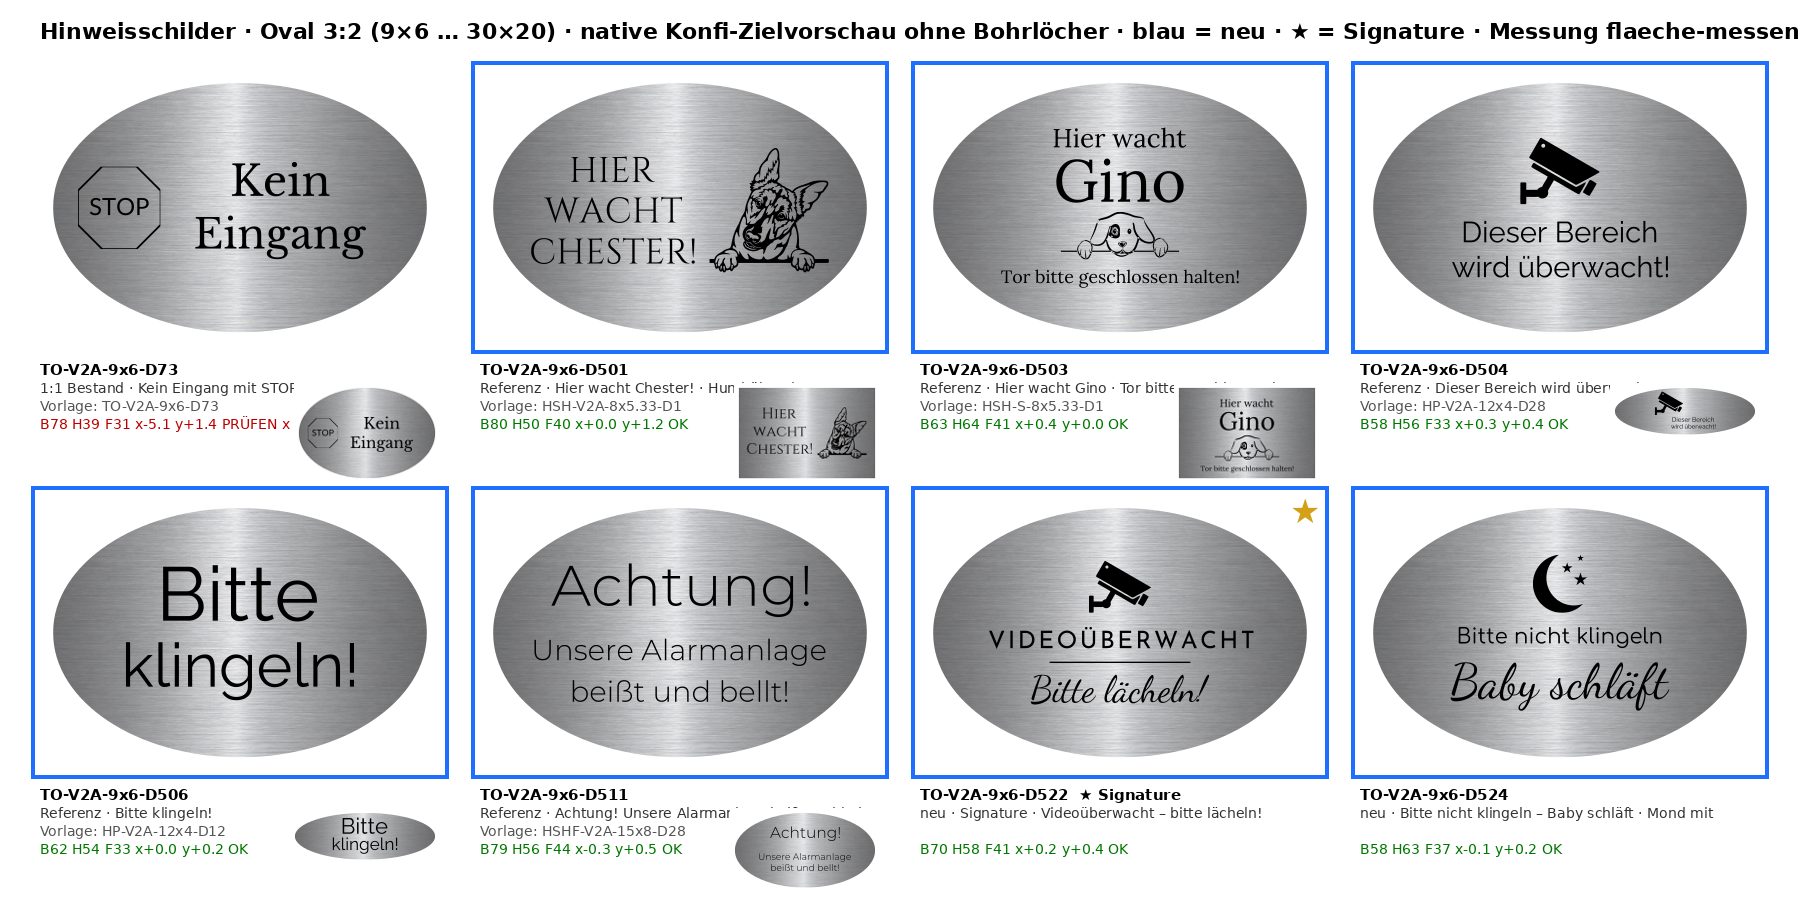 Hinweisschilder · Oval 3:2 (9×6 … 30×20) · native Konfi-Zielvorschau ohne Bohrlöcher · blau = neu · ★ = Signature · Messung flaeche-messen
STOP
Kein
Eingang
HIER
WACHT
CHESTER!
Hier wacht
Gino
Tor bitte geschlossen halten!
Dieser Bereich
wird überwacht!
TO-V2A-9x6-D73
1:1 Bestand · Kein Eingang mit STOP
Vorlage: TO-V2A-9x6-D73
B78 H39 F31 x-5.1 y+1.4 PRÜFEN x
STOP
Kein
Eingang
TO-V2A-9x6-D501
Referenz · Hier wacht Chester! ·
Vorlage: HSH-V2A-8x5.33-D1
B80 H50 F40 x+0.0 y+1.2 OK
HIER
WACHT
CHESTER!
TO-V2A-9x6-D503
Referenz · Hier wacht Gino · Tor bitte
Vorlage: HSH-S-8x5.33-D1
B63 H64 F41 x+0.4 y+0.0 OK
Hier wacht
Gino
Tor bitte geschlossen halten!
TO-V2A-9x6-D504
Referenz · Dieser Bereich wird
Vorlage: HP-V2A-12x4-D28
B58 H56 F33 x+0.3 y+0.4 OK
Dieser Bereich
wird überwacht!
Bitte
klingeln!
Achtung!
Unsere Alarmanlage
beißt und bellt!
VIDEOÜBERWACHT
Bitte lächeln!
Bitte nicht klingeln
Baby schläft
TO-V2A-9x6-D506
Referenz · Bitte klingeln!
Vorlage: HP-V2A-12x4-D12
B62 H54 F33 x+0.0 y+0.2 OK
Bitte
klingeln!
TO-V2A-9x6-D511
Referenz · Achtung! Unsere
Vorlage: HSHF-V2A-15x8-D28
B79 H56 F44 x-0.3 y+0.5 OK
Achtung!
Unsere Alarmanlage
beißt und bellt!
TO-V2A-9x6-D522 ★ Signature
neu · Signature · Videoüberwacht – bitte lächeln!
B70 H58 F41 x+0.2 y+0.4 OK
TO-V2A-9x6-D524
neu · Bitte nicht klingeln – Baby schläft · Mond mit
B58 H63 F37 x-0.1 y+0.2 OK